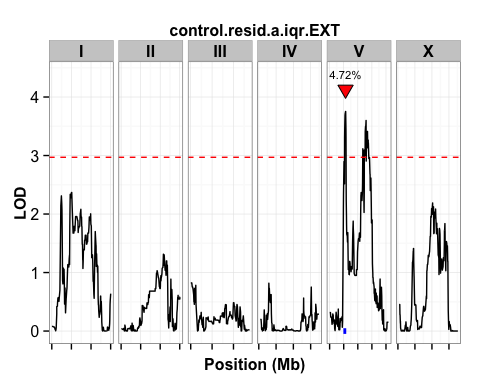 control.resid.a.iqr.EXT
I II III IV V X
4.72%
4
3
2
1
0
LOD
Position (Mb)